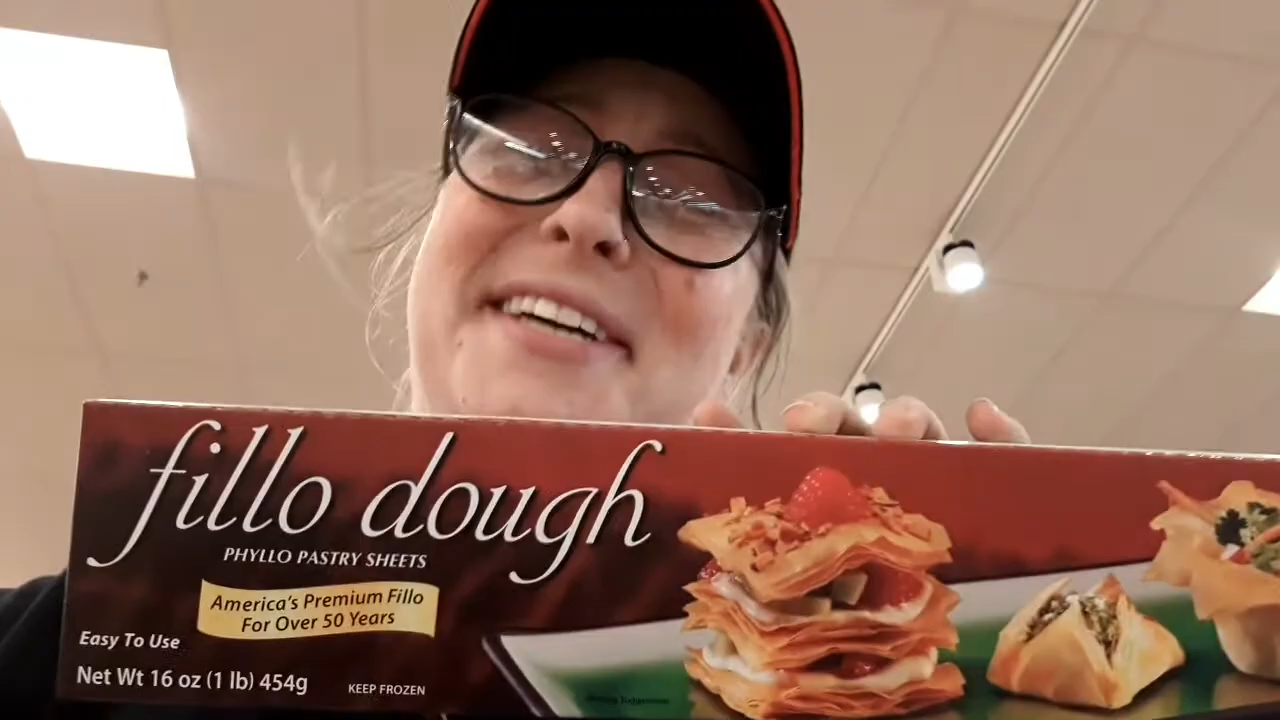 fillo dough
PHYLLO PASTRY SHEETS
America's Premium Fillo
For Over 50 Years
Easy To Use
Net Wt 16 oz (1 lb) 454g
KEEP FROZEN